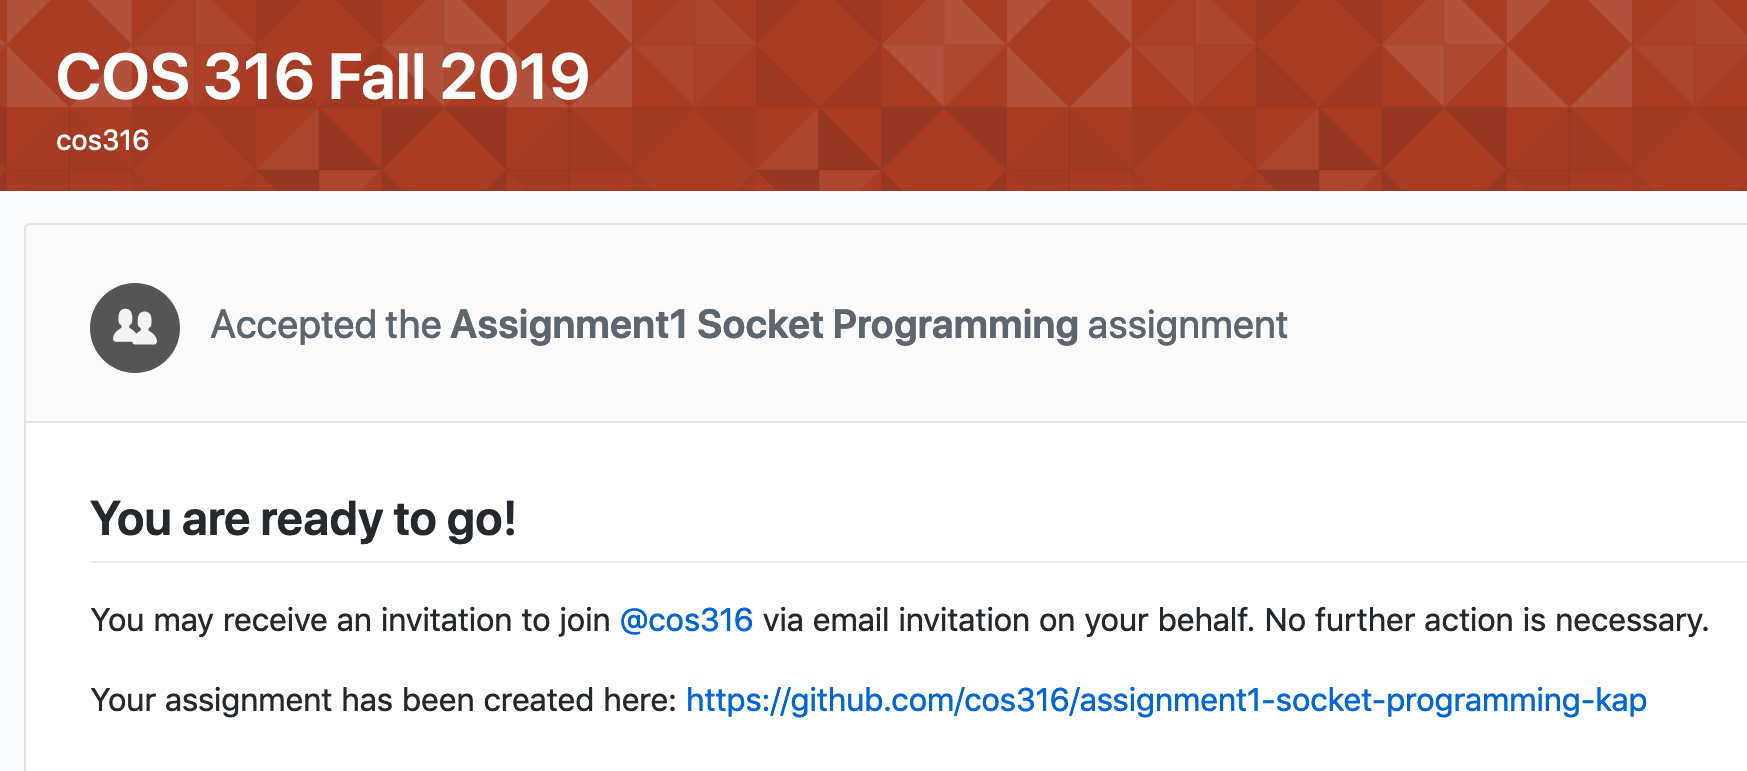 COS 316 Fall 2019
cos316
Accepted the Assignment1 Socket Programming assignment
You are ready to go!
You may receive an invitation to join @cos316 via email invitation on your behalf. No further action is necessary.
Your assignment has been created here: https://github.com/cos316/assignment1-socket-programming-kap